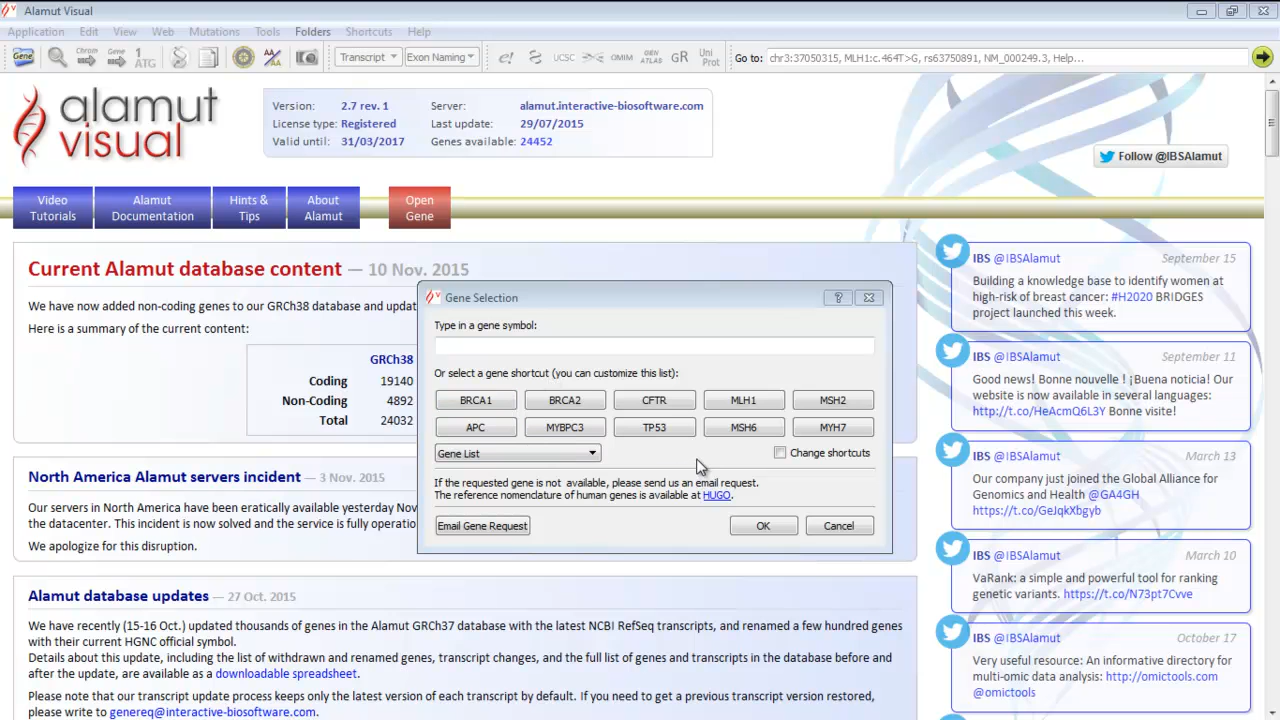 Alamut Visual
Application Edit View Web Mutations Tools Folders Shortcuts Help
Gene Chrom Gene 1 ATG Transcript Exon Naming e! UCSC OMIM GEN ATLAS GR Uni Prot Go to: chr3:37050315, MLH1:c.464T>G, rs63750891, NM_000249.3, Help...
alamut
visual
Version: 2.7 rev. 1 Server: alamut.interactive-biosoftware.com
License type: Registered Last update: 29/07/2015
Valid until: 31/03/2017 Genes available: 24452
Follow @IBSAlamut
Video
Tutorials
Alamut
Documentation
Hints &
Tips
About
Alamut
Open
Gene
Current Alamut database content — 10 Nov. 2015
We have now added non-coding genes to our GRCh38 database and updat
Here is a summary of the current content:
GRCh38
Coding 19140
Non-Coding 4892
Total 24032
North America Alamut servers incident — 3 Nov. 2015
Our servers in North America have been eratically available yesterday Nov
the datacenter. This incident is now solved and the service is fully operatio
We apologize for this disruption.
Alamut database updates — 27 Oct. 2015
We have recently (15-16 Oct.) updated thousands of genes in the Alamut GRCh37 database with the latest NCBI RefSeq transcripts, and renamed a few hundred genes
with their current HGNC official symbol.
Details about this update, including the list of withdrawn and renamed genes, transcript changes, and the full list of genes and transcripts in the database before and
after the update, are available as a downloadable spreadsheet.
Please note that our transcript update process keeps only the latest version of each transcript by default. If you need to get a previous transcript version restored,
please write to genereq@interactive-biosoftware.com.
Gene Selection
Type in a gene symbol:
Or select a gene shortcut (you can customize this list):
BRCA1 BRCA2 CFTR MLH1 MSH2
APC MYBPC3 TP53 MSH6 MYH7
Gene List Change shortcuts
If the requested gene is not available, please send us an email request.
The reference nomenclature of human genes is available at HUGO.
Email Gene Request OK Cancel
IBS @IBSAlamut September 15
Building a knowledge base to identify women at
high-risk of breast cancer: #H2020 BRIDGES
project launched this week.
IBS @IBSAlamut September 11
Good news! Bonne nouvelle ! ¡Buena noticia! Our
website is now available in several languages:
http://t.co/HeAcmQ6L3Y Bonne visite!
IBS @IBSAlamut March 13
Our company just joined the Global Alliance for
Genomics and Health @GA4GH
https://t.co/GeJqkXbgyb
IBS @IBSAlamut March 10
VaRank: a simple and powerful tool for ranking
genetic variants. https://t.co/N73pt7Cvve
IBS @IBSAlamut October 17
Very useful resource: An informative directory for
multi-omic data analysis: http://omictools.com
@omictools